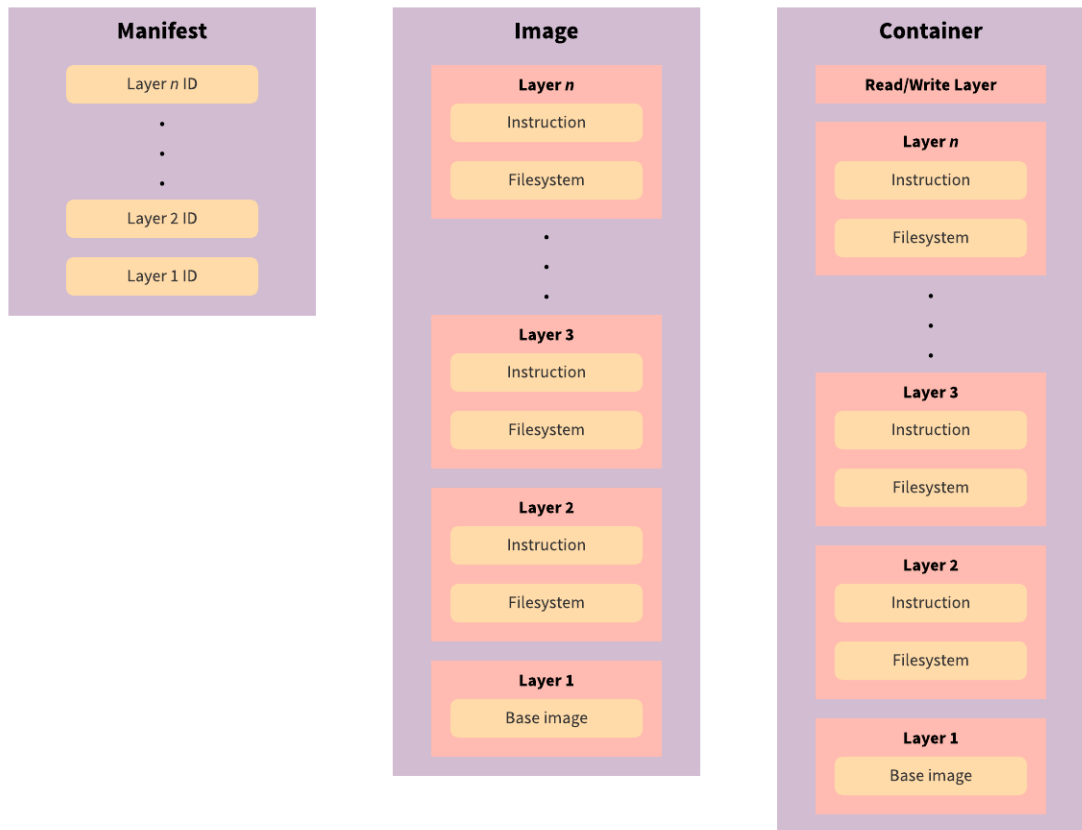 Manifest
Layer n ID
Layer 2 ID
Layer 1 ID
Image
Layer n
Instruction
Filesystem
Layer 3
Instruction
Filesystem
Layer 2
Instruction
Filesystem
Layer 1
Base image
Container
Read/Write Layer
Layer n
Instruction
Filesystem
Layer 3
Instruction
Filesystem
Layer 2
Instruction
Filesystem
Layer 1
Base image